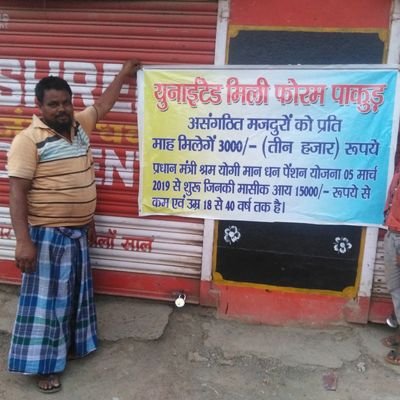 युनाईटेड मिली फोरम पाकुड़
असंगठित मजदुरों को प्रति
माह मिलेगें 3000/- (तीन हजार) रूपये
प्रधान मंत्री श्रम योगी मान धन पेंशन योजना 05 मार्च
2019 से शुरू जिनकी मासीक आय 15000/- रूपये से
कम एवं उम्र 18 से 40 वर्ष तक है।